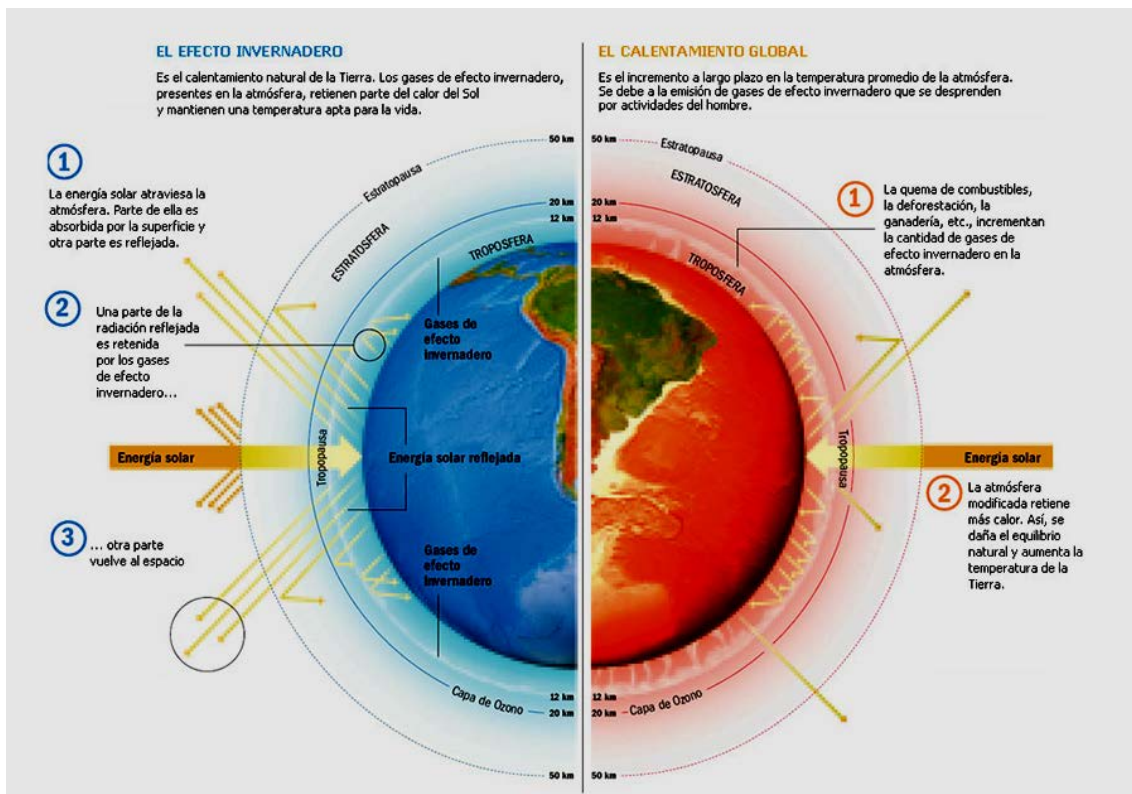 EL EFECTO INVERNADERO
Es el calentamiento natural de la Tierra. Los gases de efecto invernadero,
presentes en la atmósfera, retienen parte del calor del Sol
y mantienen una temperatura apta para la vida.
1
La energía solar atraviesa la
atmósfera. Parte de ella es
absorbida por la superficie y
otra parte es reflejada.
2
Una parte de la
radiación reflejada
es retenida
por los gases
de efecto
invernadero...
Energía solar
3
... otra parte
vuelve al espacio
50 km
Estratopausa
20 km
12 km
ESTRATOSFERA
TROPOSFERA
Gases de
efecto
invernadero
Tropopausa
Energía solar reflejada
Gases de
efecto
invernadero
Capa de Ozono
12 km
20 km
50 km
EL CALENTAMIENTO GLOBAL
Es el incremento a largo plazo en la temperatura promedio de la atmósfera.
Se debe a la emisión de gases de efecto invernadero que se desprenden
por actividades del hombre.
50 km
Estratopausa
ESTRATOSFERA
20 km
12 km
TROPOSFERA
1
La quema de combustibles,
la deforestación, la
ganadería, etc., incrementan
la cantidad de gases de
efecto invernadero en la
atmósfera.
Tropopausa
Energía solar
2
La atmósfera
modificada retiene
más calor. Así, se
daña el equilibrio
natural y aumenta la
temperatura de la
Tierra.
12 km
20 km
Capa de Ozono
50 km